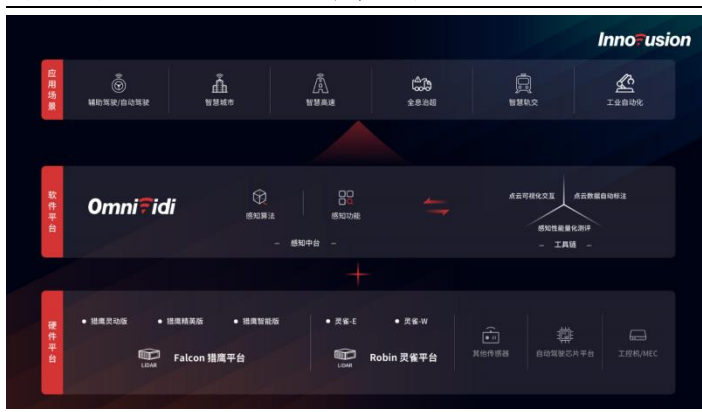 InnoFusion
应用场景
辅助驾驶/自动驾驶
智慧城市
智慧高速
全息治超
智慧轨交
工业自动化
软件平台
OmniVidi
感知算法
感知功能
– 感知中台 –
点云可视化交互
点云数据自动标注
感知性能量化测评
– 工具链 –
硬件平台
• 猎鹰灵动版
• 猎鹰精英版
• 猎鹰智能版
• 灵雀-E
• 灵雀-W
LiDAR
Falcon 猎鹰平台
LiDAR
Robin 灵雀平台
其他传感器
自动驾驶芯片平台
工控机/MEC